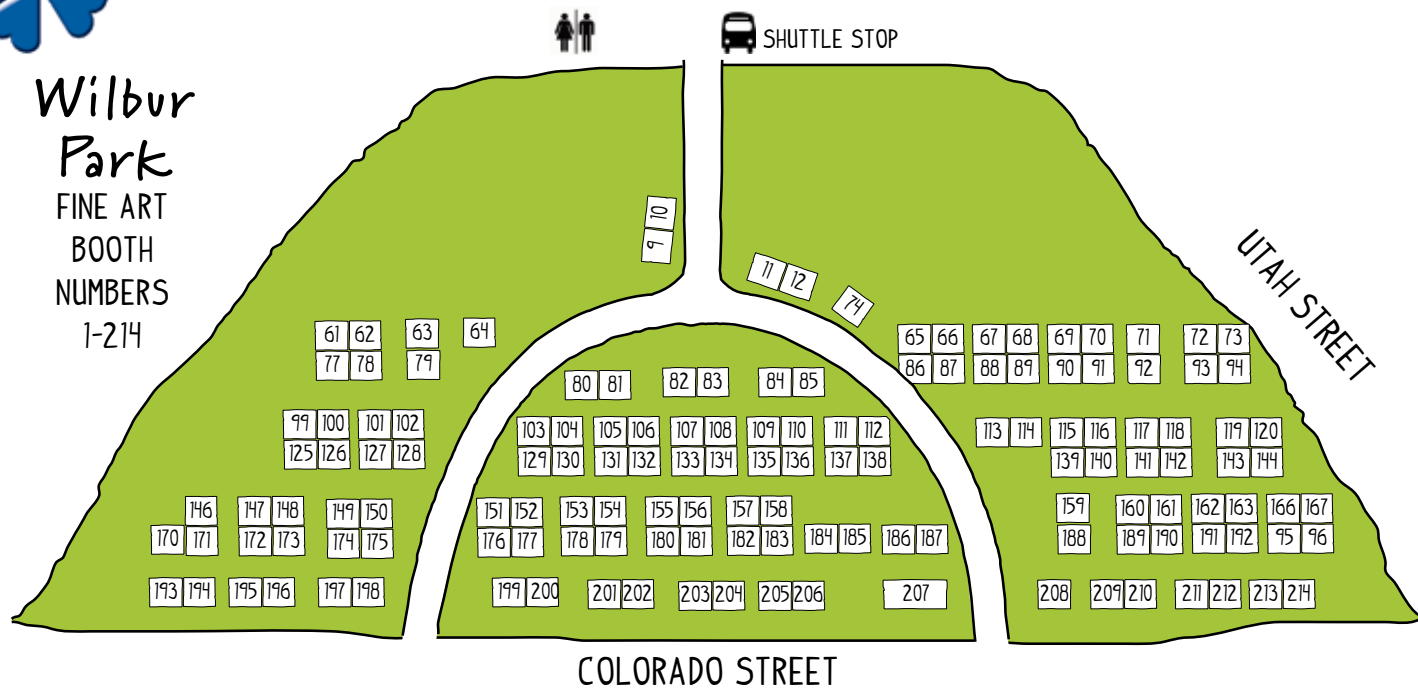 SHUTTLE STOP
Wilbur
Park
FINE ART
BOOTH
NUMBERS
1-214
UTAH STREET
10
9
11 12
74
61 62 63 64
77 78 79
65 66 67 68 69 70 71 72 73
86 87 88 89 90 91 92 93 94
80 81 82 83 84 85
99 100 101 102
125 126 127 128
103 104 105 106 107 108 109 110 111 112
129 130 131 132 133 134 135 136 137 138
113 114 115 116 117 118 119 120
139 140 141 142 143 144
146 147 148 149 150
170 171 172 173 174 175
151 152 153 154 155 156 157 158
176 177 178 179 180 181 182 183 184 185 186 187
159 160 161 162 163 166 167
188 189 190 191 192 95 96
193 194 195 196 197 198
199 200 201 202 203 204 205 206 207
208 209 210 211 212 213 214
COLORADO STREET